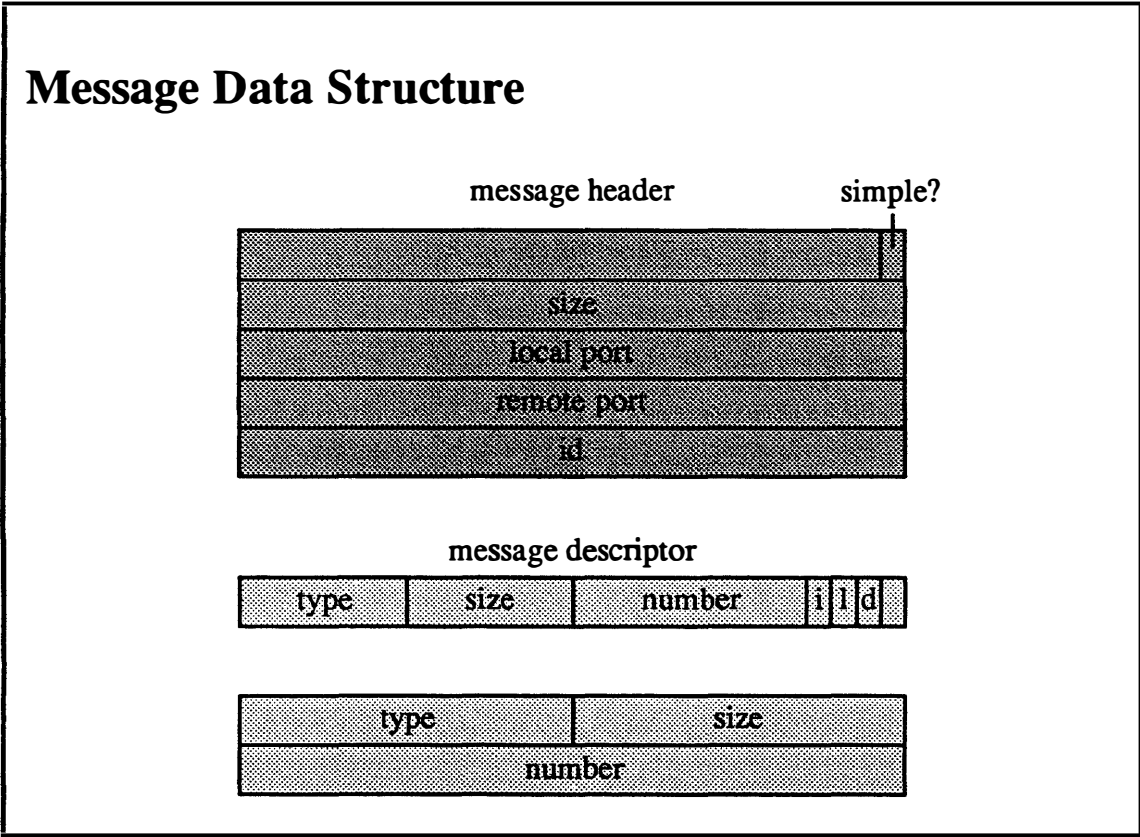 Message Data Structure
message header simple?
size
local port
remote port
id
message descriptor
type size number i l d
type size
number